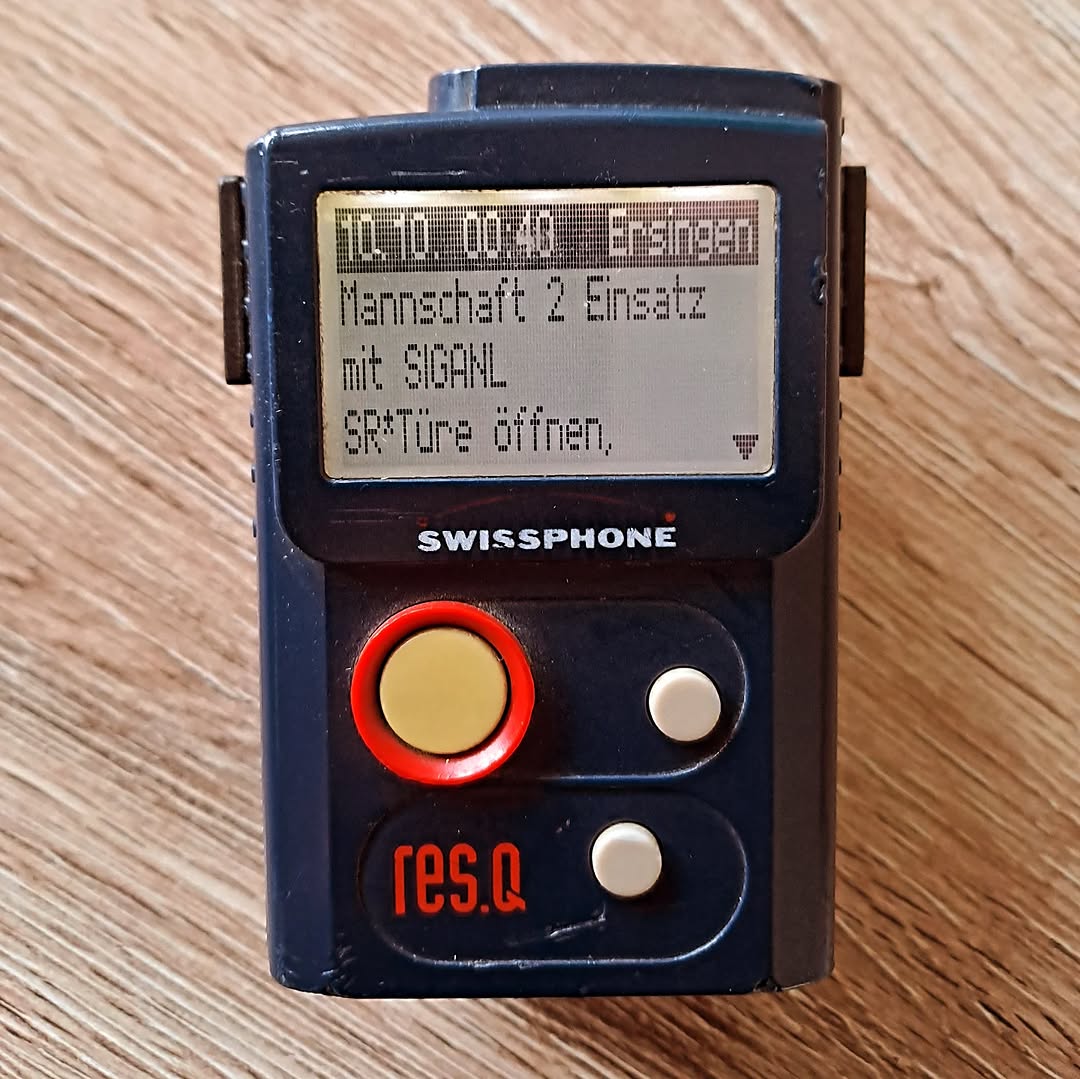 10.10 00:48 Ersingen
Mannschaft 2 Einsatz
mit SIGANL
SR*Türe öffnen,
SWISSPHONE
res.Q